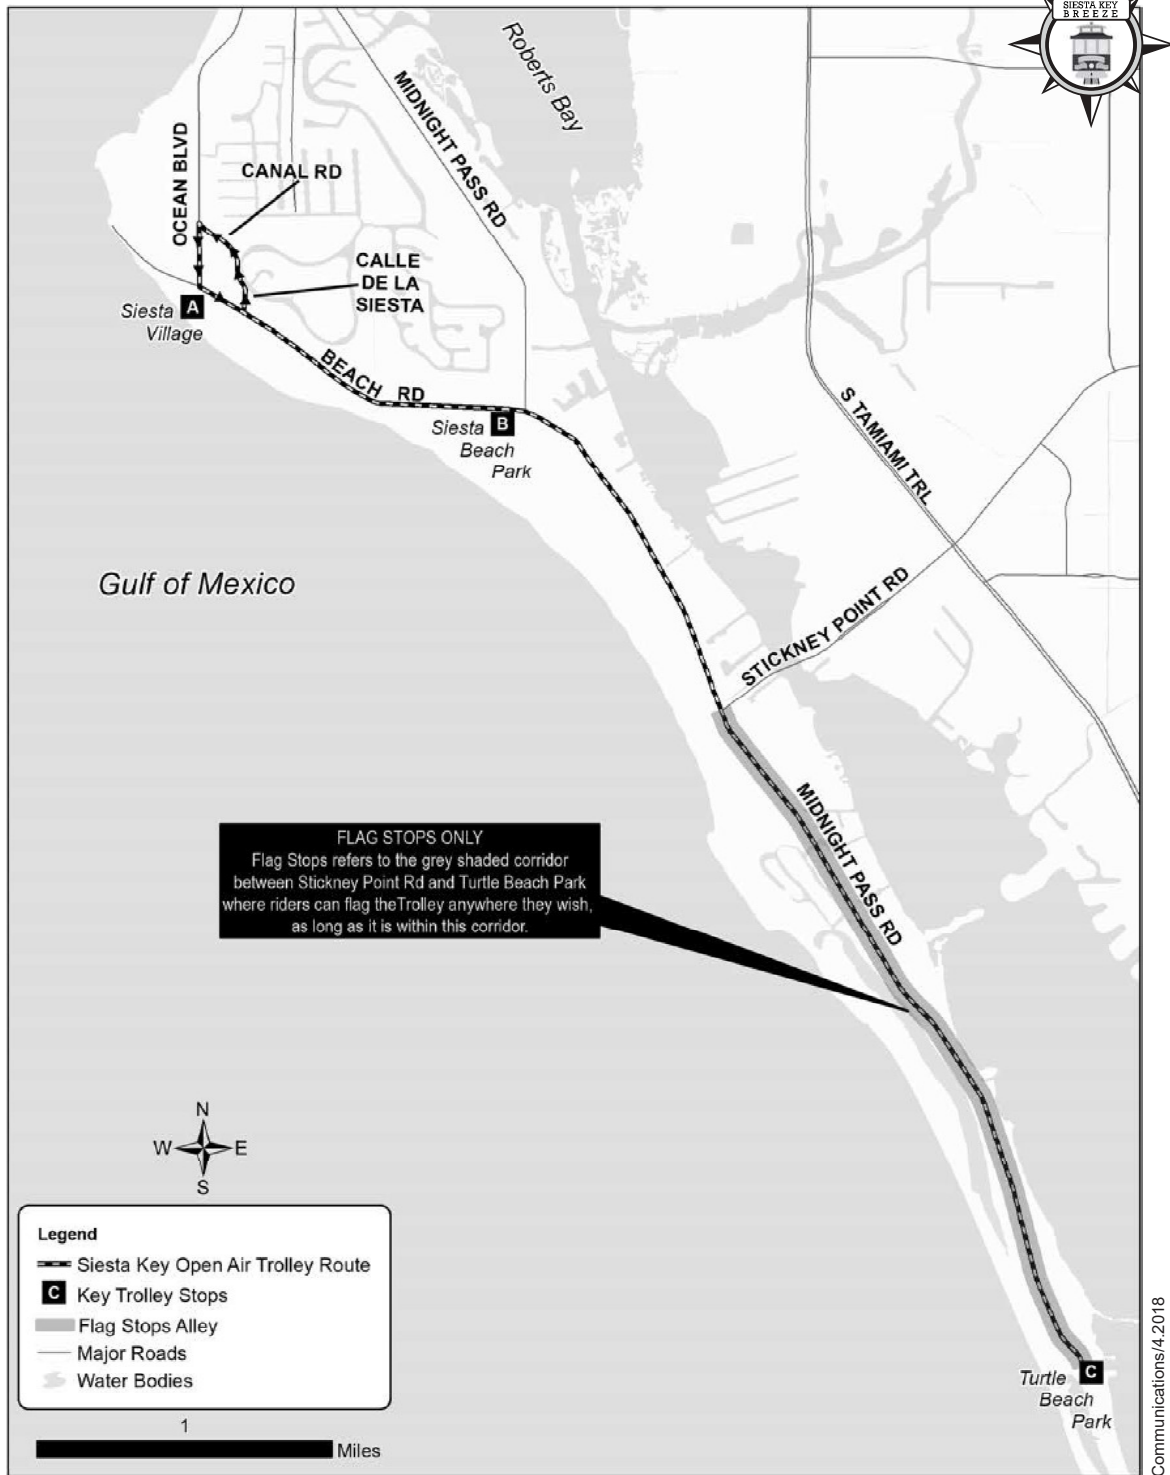 SIESTA KEY
BREEZE
Roberts Bay
MIDNIGHT PASS RD
OCEAN BLVD
CANAL RD
CALLE
DE LA
SIESTA
A
Siesta
Village
BEACH RD
B
Siesta
Beach
Park
S TAMIAMI TRL
Gulf of Mexico
STICKNEY POINT RD
MIDNIGHT PASS RD
FLAG STOPS ONLY
Flag Stops refers to the grey shaded corridor
between Stickney Point Rd and Turtle Beach Park
where riders can flag theTrolley anywhere they wish,
as long as it is within this corridor.
N
W E
S
Legend
Siesta Key Open Air Trolley Route
C Key Trolley Stops
Flag Stops Alley
Major Roads
Water Bodies
1
Miles
C
Turtle
Beach
Park
Communications/4.2018